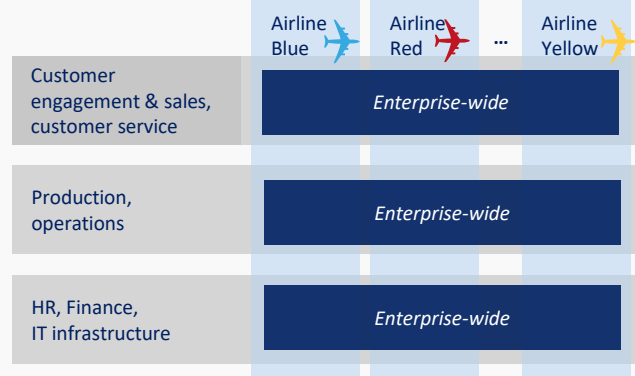 Airline
Blue
Airline
Red
...
Airline
Yellow
Customer
engagement & sales,
customer service
Enterprise-wide
Production,
operations
Enterprise-wide
HR, Finance,
IT infrastructure
Enterprise-wide